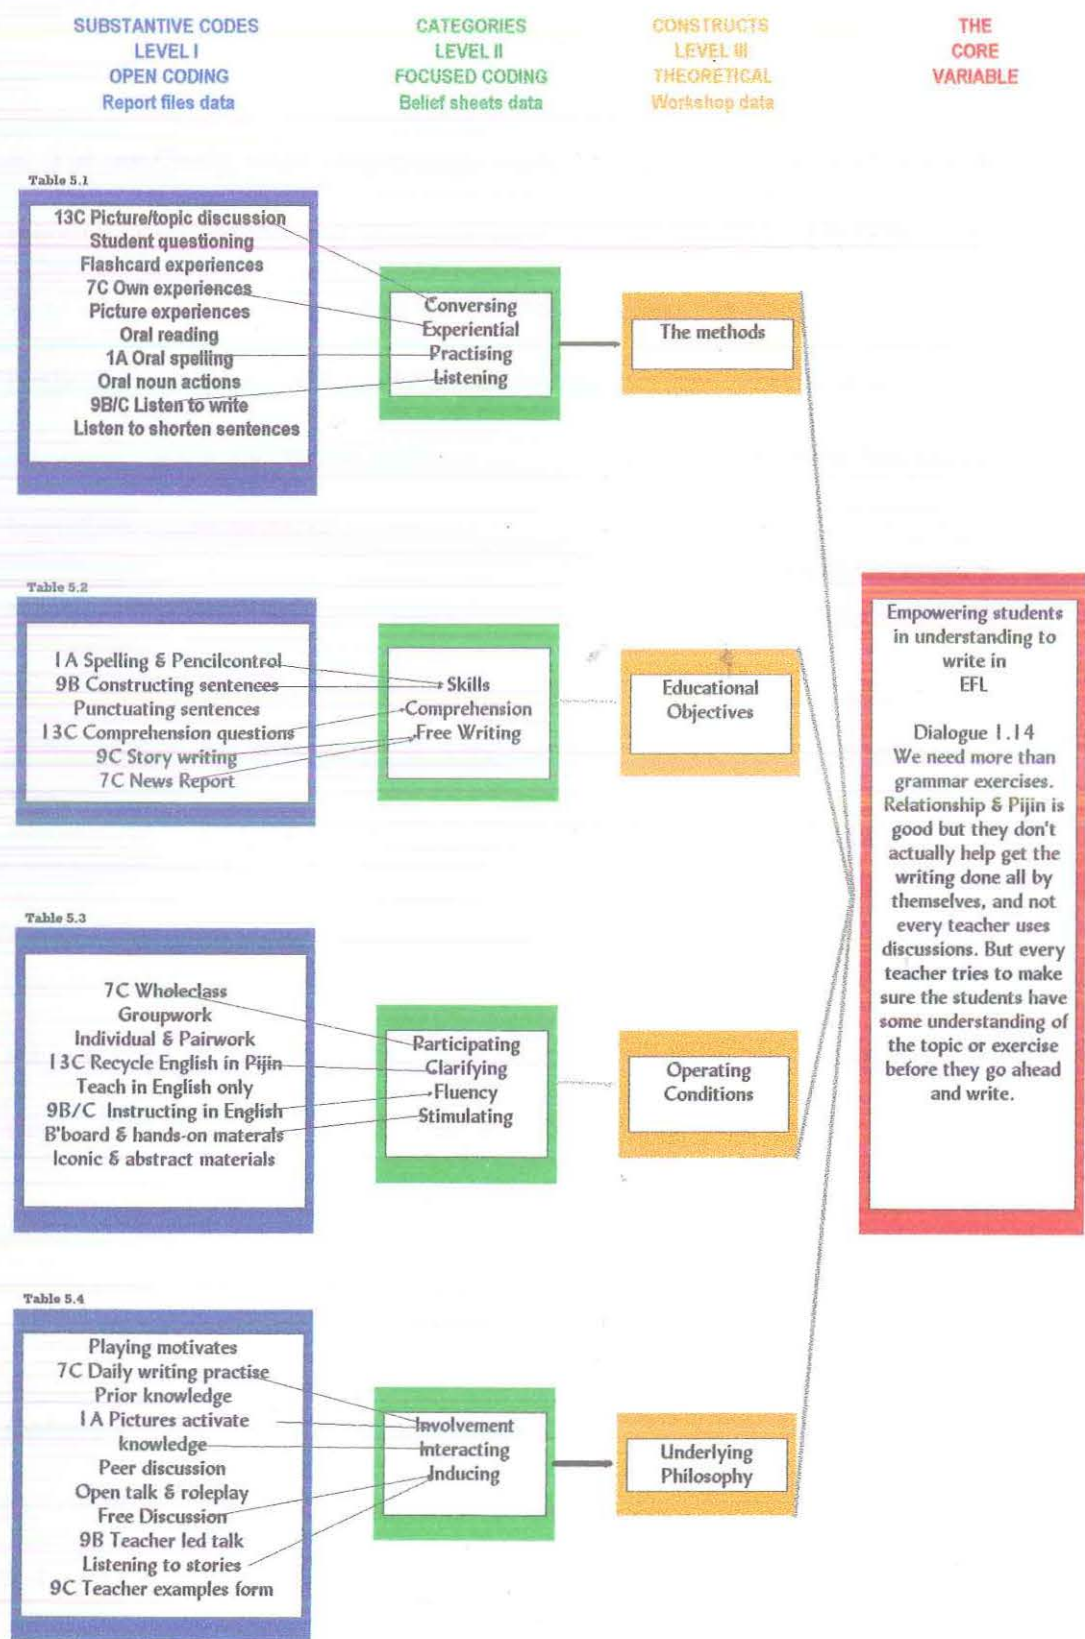 SUBSTANTIVE CODES
LEVEL I
OPEN CODING
Report files data
CATEGORIES
LEVEL II
FOCUSED CODING
Belief sheets data
CONSTRUCTS
LEVEL III
THEORETICAL
Workshop data
THE
CORE
VARIABLE
Table 5.1
13C Picture/topic discussion
Student questioning
Flashcard experiences
7C Own experiences
Picture experiences
Oral reading
1A Oral spelling
Oral noun actions
9B/C Listen to write
Listen to shorten sentences
Conversing
Experiential
Practising
Listening
The methods
Table 5.2
1A Spelling & Pencilcontrol
9B Constructing sentences
Punctuating sentences
13C Comprehension questions
9C Story writing
7C News Report
Skills
Comprehension
Free Writing
Educational
Objectives
Table 5.3
7C Wholeclass
Groupwork
Individual & Pairwork
13C Recycle English in Pijin
Teach in English only
9B/C Instructing in English
B'board & hands-on materals
Iconic & abstract materials
Participating
Clarifying
Fluency
Stimulating
Operating
Conditions
Table 5.4
Playing motivates
7C Daily writing practise
Prior knowledge
1A Pictures activate
knowledge
Peer discussion
Open talk & roleplay
Free Discussion
9B Teacher led talk
Listening to stories
9C Teacher examples form
Involvement
Interacting
Inducing
Underlying
Philosophy
Empowering students
in understanding to
write in
EFL
Dialogue 1.14
We need more than
grammar exercises.
Relationship & Pijin is
good but they don't
actually help get the
writing done all by
themselves, and not
every teacher uses
discussions. But every
teacher tries to make
sure the students have
some understanding of
the topic or exercise
before they go ahead
and write.